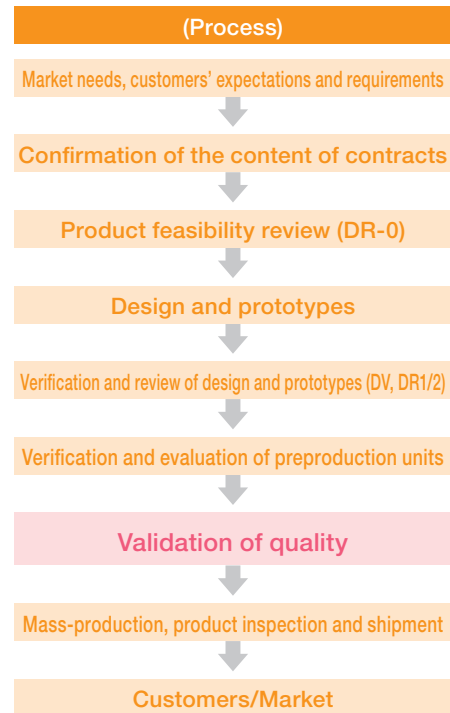 (Process)
Market needs, customers' expectations and requirements
Confirmation of the content of contracts
Product feasibility review (DR-0)
Design and prototypes
Verification and review of design and prototypes (DV, DR1/2)
Verification and evaluation of preproduction units
Validation of quality
Mass-production, product inspection and shipment
Customers/Market